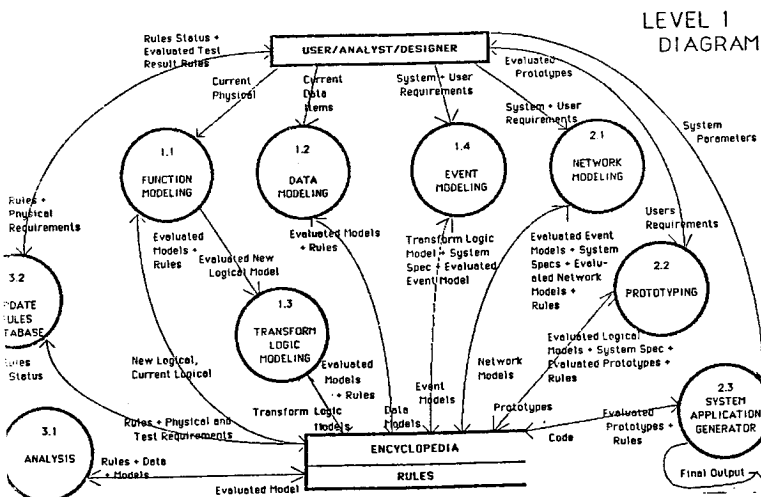 LEVEL 1
DIAGRAM
Rules Status +
Evaluated Test
Result Rules
USER/ANALYST/DESIGNER
Evaluated
Prototypes
Current
Physical
Current
Data
Items
System + User
Requirements
System + User
Requirements
System
Parameters
1.1
FUNCTION
MODELING
1.2
DATA
MODELING
1.4
EVENT
MODELING
2.1
NETWORK
MODELING
Rules +
Physical
Requirements
Evaluated
Models +
Rules
Evaluated New
Logical Model
Evaluated Models
+ Rules
Transform Logic
Model + System
Spec + Evaluated
Event Model
Evaluated Event
Models + System
Specs + Evalu-
ated Network
Models +
Rules
Users
Requirements
3.2
PDATE
ULES
TABASE
1.3
TRANSFORM
LOGIC
MODELING
2.2
PROTOTYPING
Status
New Logical,
Current Logical
Evaluated
Models
+ Rules
Evaluated Logical
Models + System Spec +
Evaluated Prototypes +
Rules
Network
Models
Event Models
Data Models
Transform Logic
Models
Prototypes
2.3
SYSTEM
APPLICATION
GENERATOR
Rules + Physical and
Test Requirements
Evaluated
Prototypes +
Rules
Code
3.1
ANALYSIS
Rules + Data
+ Models
Evaluated Model
ENCYCLOPEDIA
RULES
Final Output